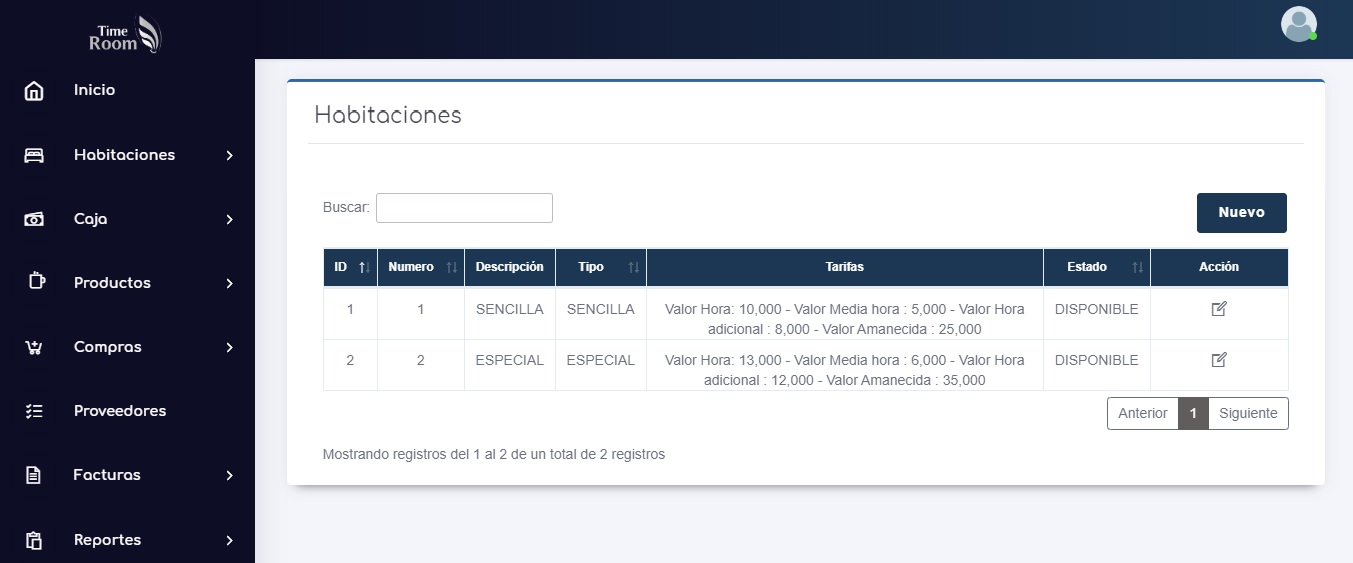 Time
Room
Inicio
Habitaciones
Caja
Productos
Compras
Proveedores
Facturas
Reportes
Habitaciones
Buscar:
Nuevo
ID Numero Descripción Tipo Tarifas Estado Acción
1 1 SENCILLA SENCILLA Valor Hora: 10,000 - Valor Media hora : 5,000 - Valor Hora DISPONIBLE
adicional : 8,000 - Valor Amanecida : 25,000
2 2 ESPECIAL ESPECIAL Valor Hora: 13,000 - Valor Media hora : 6,000 - Valor Hora DISPONIBLE
adicional : 12,000 - Valor Amanecida : 35,000
Anterior 1 Siguiente
Mostrando registros del 1 al 2 de un total de 2 registros